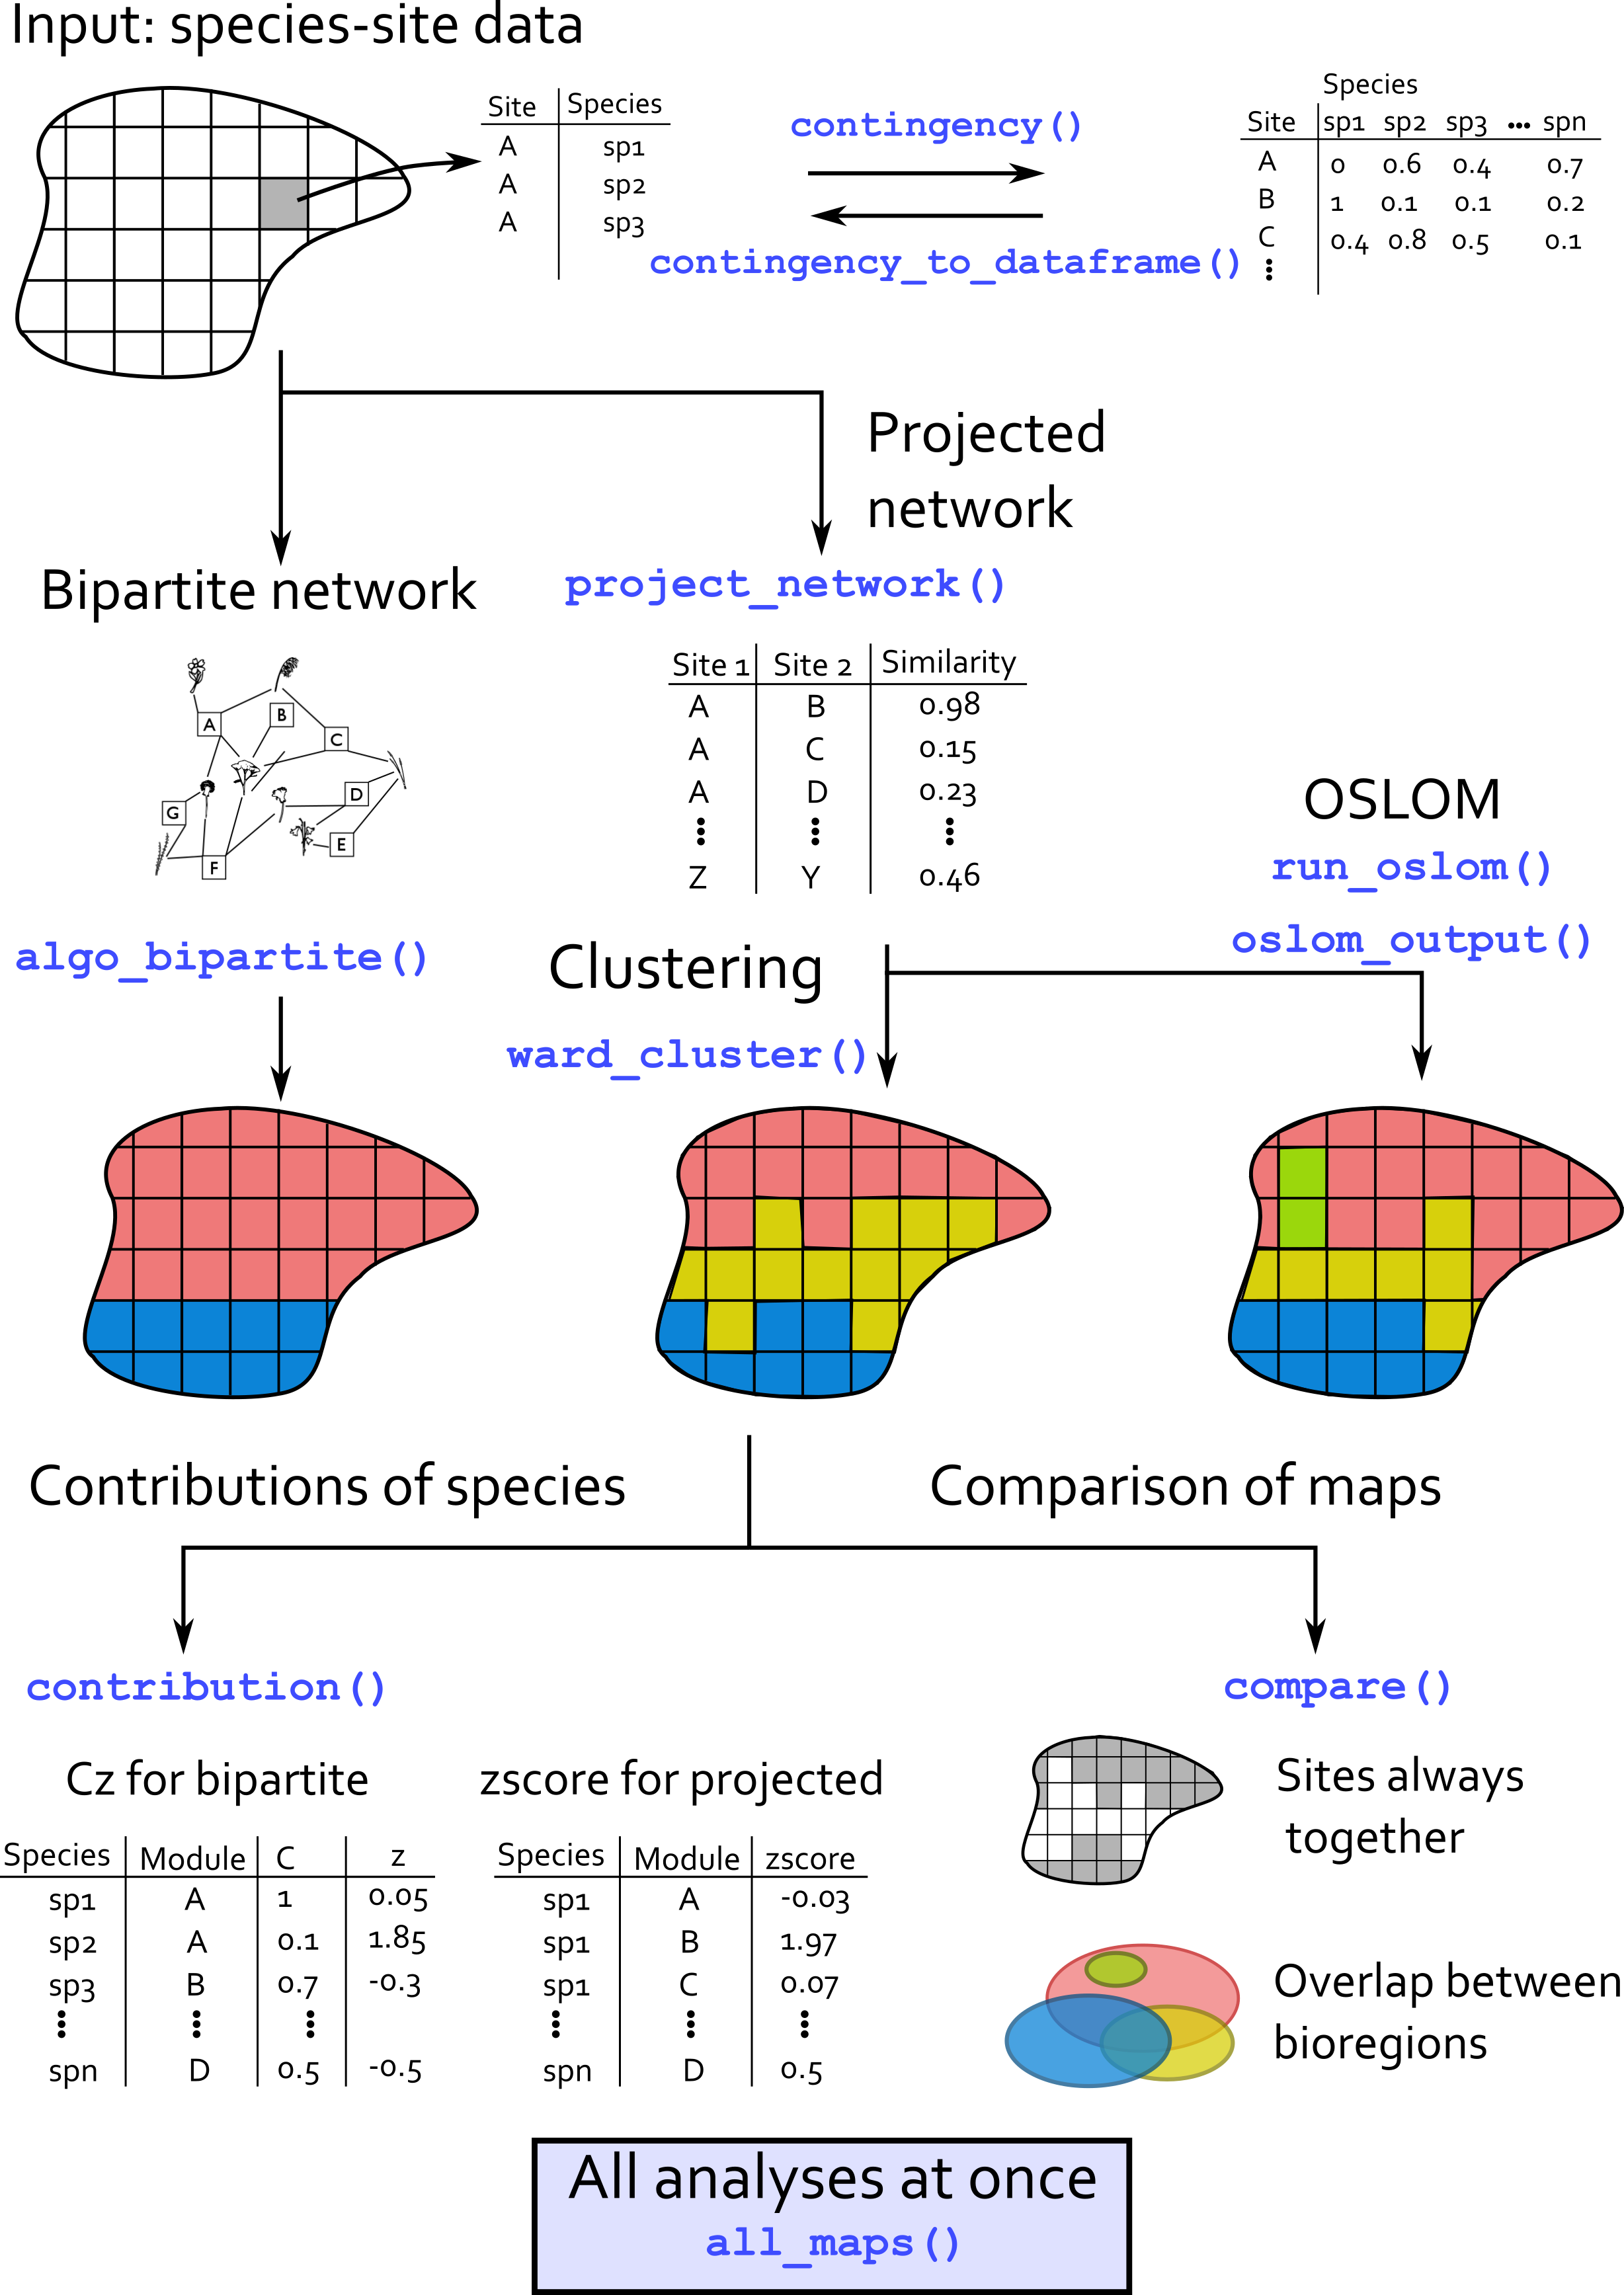 Input: species-site data
Site Species
A sp1
A sp2
A sp3
contingency()
contingency_to_dataframe()
Species
Site sp1 sp2 sp3 ... spn
A 0 0.6 0.4 0.7
B 1 0.1 0.1 0.2
C 0.4 0.8 0.5 0.1
⋮
Projected
network
Bipartite network
project_network()
A
B
C
D
G
E
F
Site 1 Site 2 Similarity
A B 0.98
A C 0.15
A D 0.23
⋮ ⋮ ⋮
Z Y 0.46
OSLOM
run_oslom()
oslom_output()
algo_bipartite()
Clustering
ward_cluster()
Contributions of species
Comparison of maps
contribution()
compare()
Cz for bipartite
Species Module C z
sp1 A 1 0.05
sp2 A 0.1 1.85
sp3 B 0.7 -0.3
⋮ ⋮ ⋮
spn D 0.5 -0.5
zscore for projected
Species Module zscore
sp1 A -0.03
sp1 B 1.97
sp1 C 0.07
⋮ ⋮ ⋮
spn D 0.5
Sites always
together
Overlap between
bioregions
All analyses at once
all_maps()